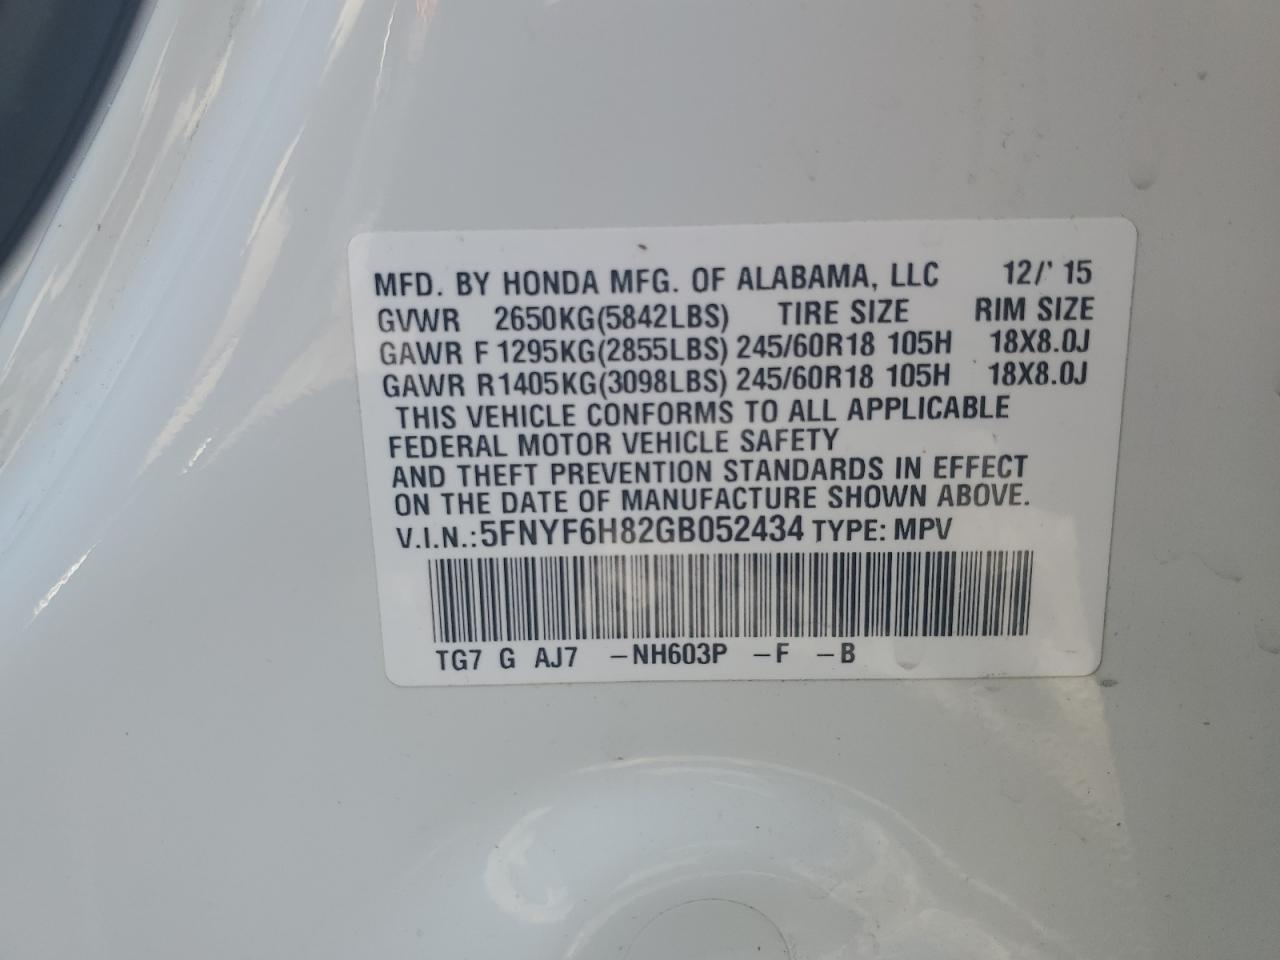 MFD. BY HONDA MFG. OF ALABAMA, LLC 12/'15
GVWR 2650KG(5842LBS) TIRE SIZE RIM SIZE
GAWR F 1295KG(2855LBS) 245/60R18 105H 18X8.0J
GAWR R1405KG(3098LBS) 245/60R18 105H 18X8.0J
THIS VEHICLE CONFORMS TO ALL APPLICABLE
FEDERAL MOTOR VEHICLE SAFETY
AND THEFT PREVENTION STANDARDS IN EFFECT
ON THE DATE OF MANUFACTURE SHOWN ABOVE.
V.I.N.:5FNYF6H82GB052434 TYPE: MPV
TG7 G AJ7 -NH603P -F -B